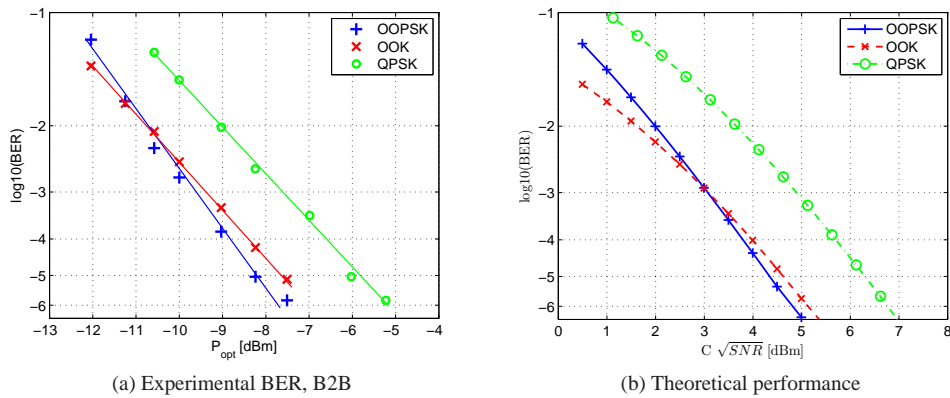 −1
−2
−3
−4
−5
−6
log10(BER)
OOPSK
OOK
QPSK
−13 −12 −11 −10 −9 −8 −7 −6 −5 −4
P_opt [dBm]
(a) Experimental BER, B2B
−1
−2
−3
−4
−5
−6
log10(BER)
OOPSK
OOK
QPSK
0 1 2 3 4 5 6 7 8
C √SNR [dBm]
(b) Theoretical performance